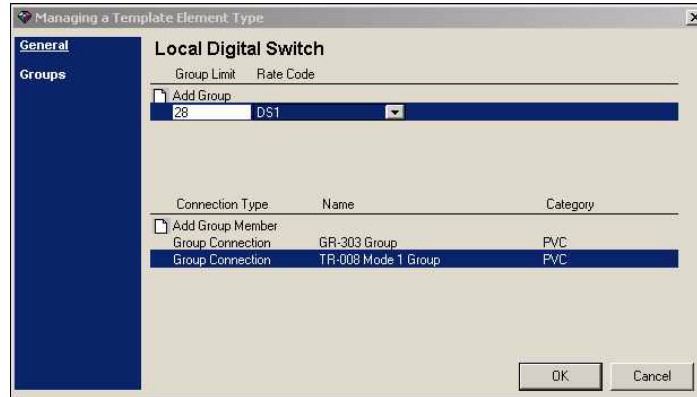 Managing a Template Element Type
General
Groups
Local Digital Switch
Group Limit Rate Code
Add Group
28 DS1
Connection Type Name Category
Add Group Member
Group Connection GR-303 Group PVC
Group Connection TR-008 Mode 1 Group PVC
OK Cancel